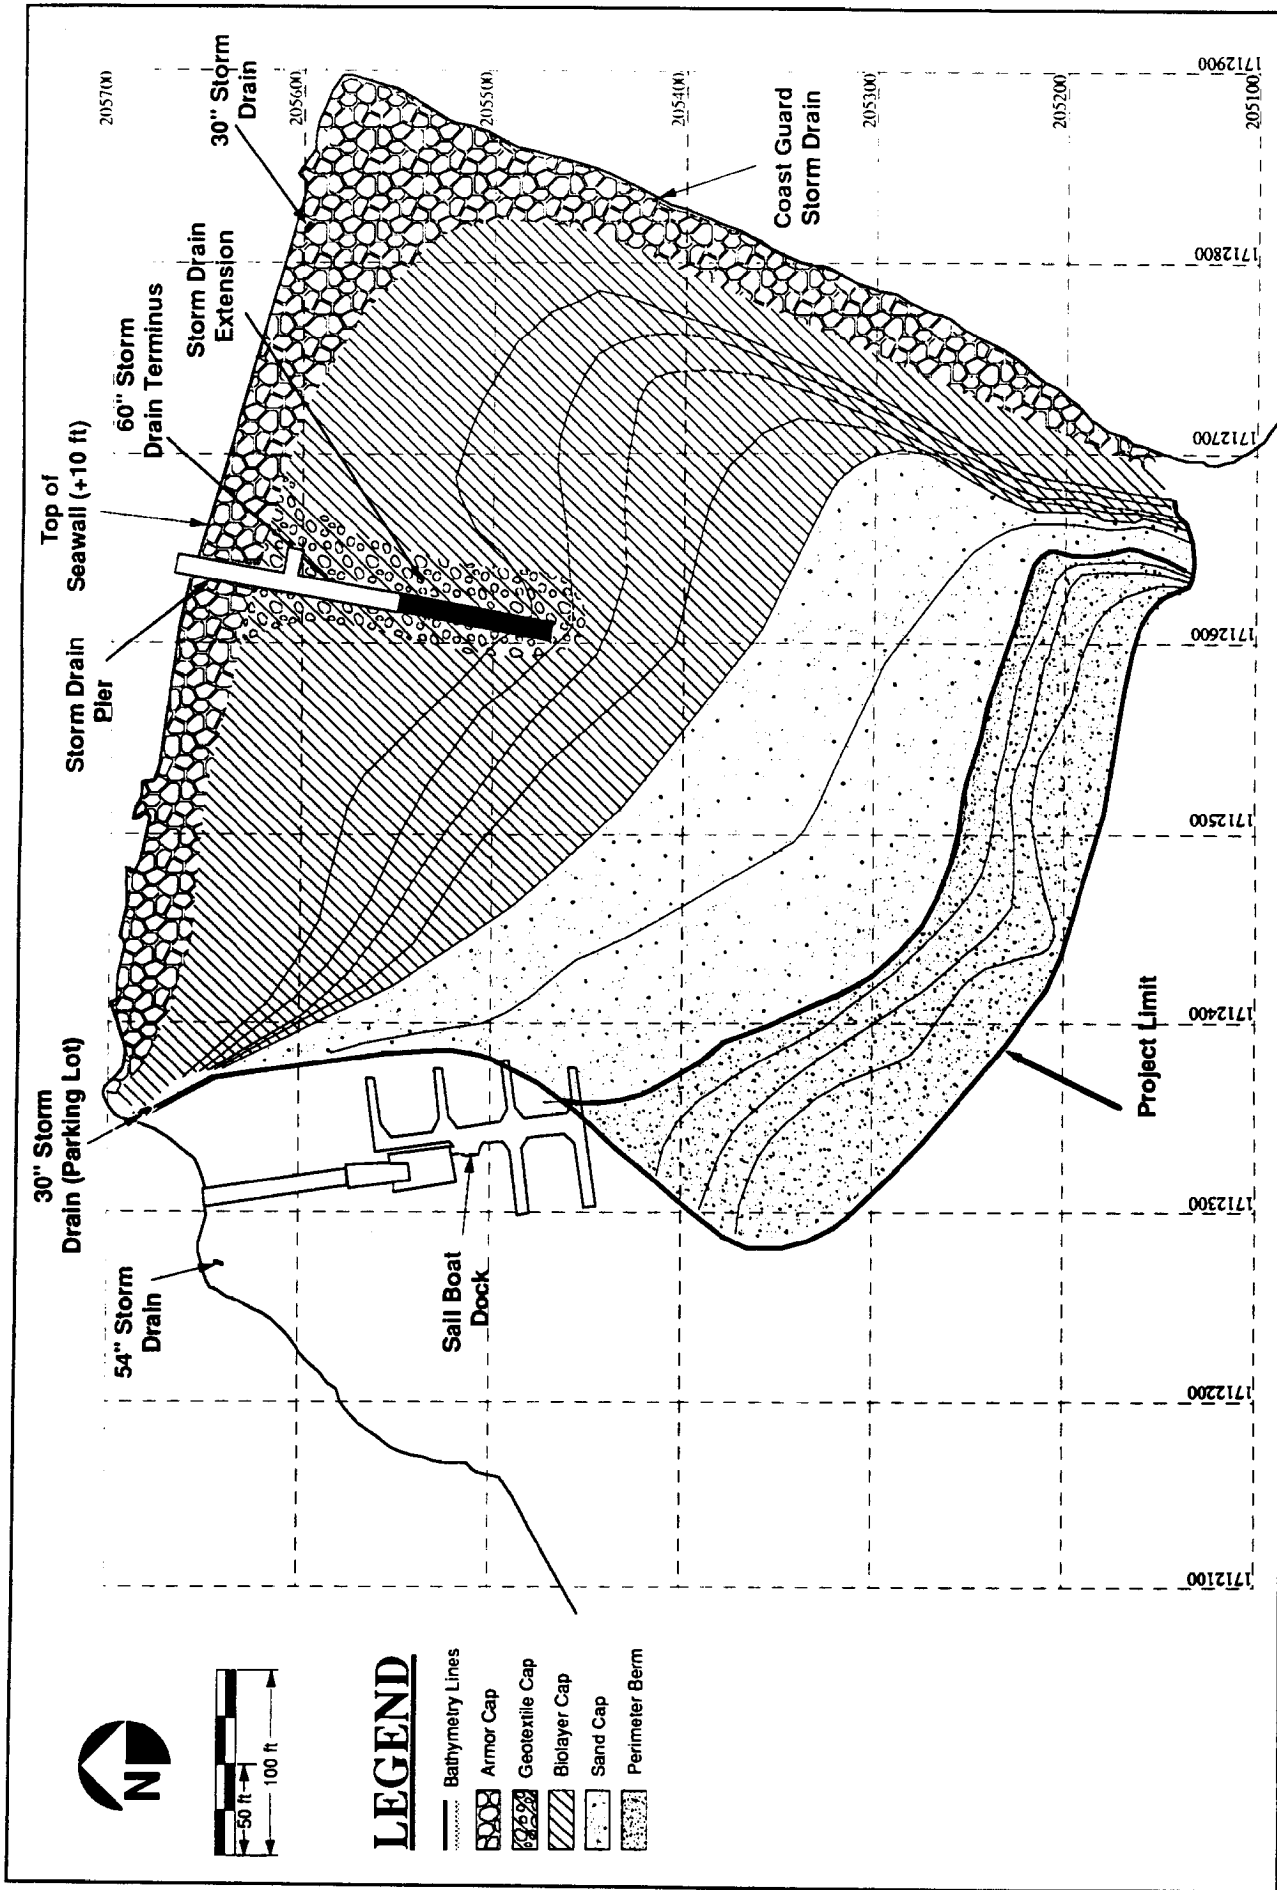 205700
205600
205500
205400
205300
205200
205100
1712900
1712800
1712700
1712600
1712500
1712400
1712300
1712200
1712100
30" Storm
Drain
Storm Drain
Extension
60" Storm
Drain Terminus
Top of
Seawall (+10 ft)
Storm Drain
Pier
Coast Guard
Storm Drain
30" Storm
Drain (Parking Lot)
54" Storm
Drain
Sail Boat
Dock
Project Limit
N
50 ft
100 ft
LEGEND
Bathymetry Lines
Armor Cap
Geotextile Cap
Biolayer Cap
Sand Cap
Perimeter Berm